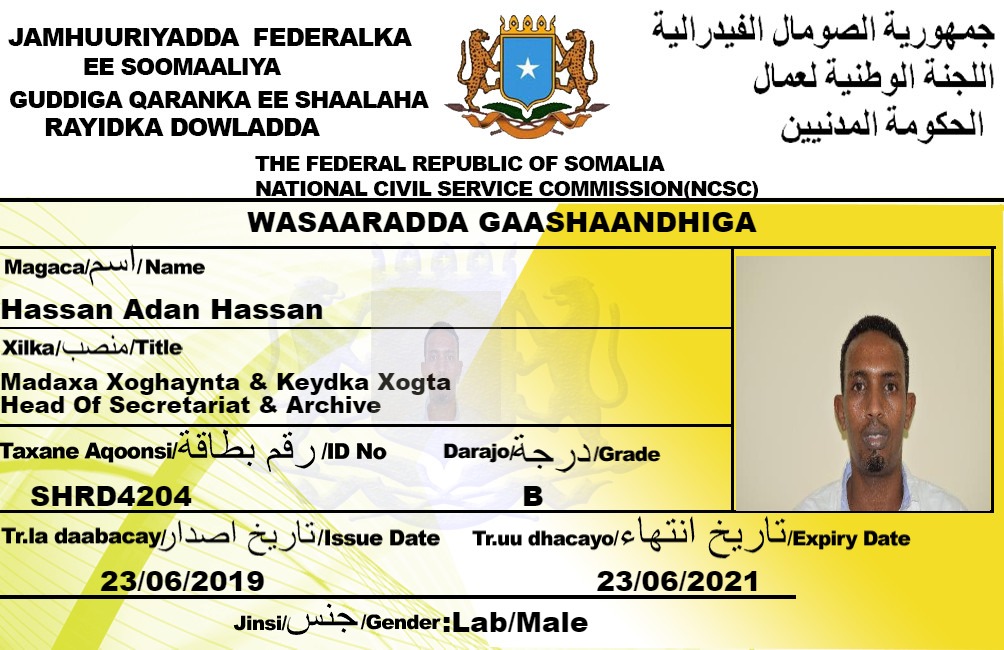 JAMHUURIYADDA FEDERALKA
EE SOOMAALIYA
GUDDIGA QARANKA EE SHAALAHA
RAYIDKA DOWLADDA
جمهورية الصومال الفيدرالية
اللجنة الوطنية لعمال
الحكومة المدنيين
THE FEDERAL REPUBLIC OF SOMALIA
NATIONAL CIVIL SERVICE COMMISSION(NCSC)
WASAARADDA GAASHAANDHIGA
Magaca/اسم/Name
Hassan Adan Hassan
Xilka/منصب/Title
Madaxa Xoghaynta & Keydka Xogta
Head Of Secretariat & Archive
Taxane Aqoonsi/رقم بطاقة/ID No
Darajo/درجة/Grade
SHRD4204
B
Tr.la daabacay/تاريخ اصدار/Issue Date
Tr.uu dhacayo/تاريخ انتهاء/Expiry Date
23/06/2019
23/06/2021
Jinsi/جنس/Gender:Lab/Male